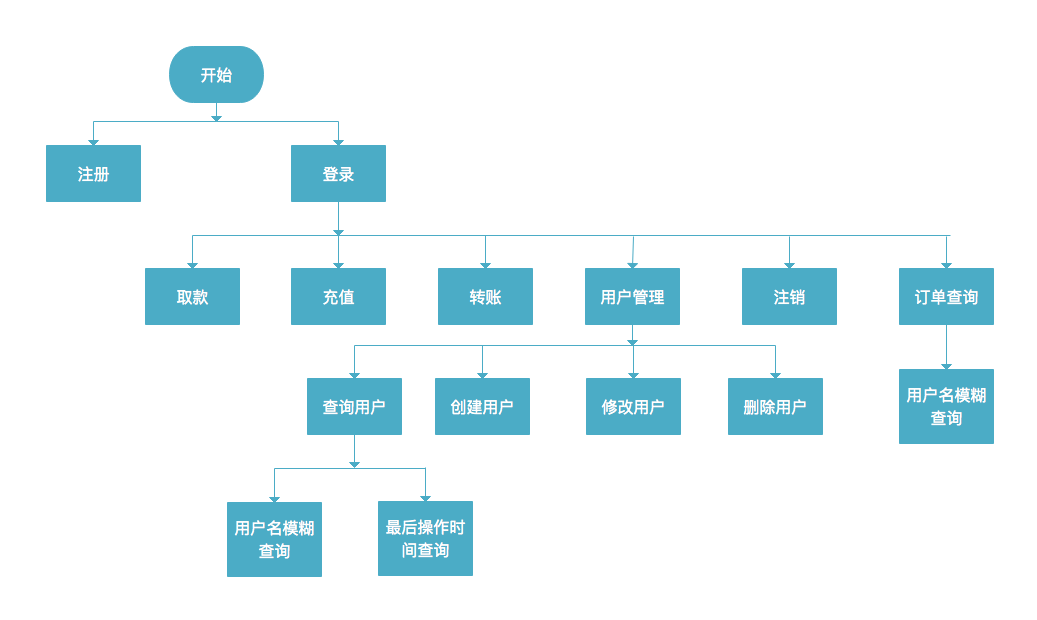 开始
注册
登录
取款
充值
转账
用户管理
注销
订单查询
查询用户
创建用户
修改用户
删除用户
用户名模糊
查询
用户名模糊
查询
最后操作时
间查询